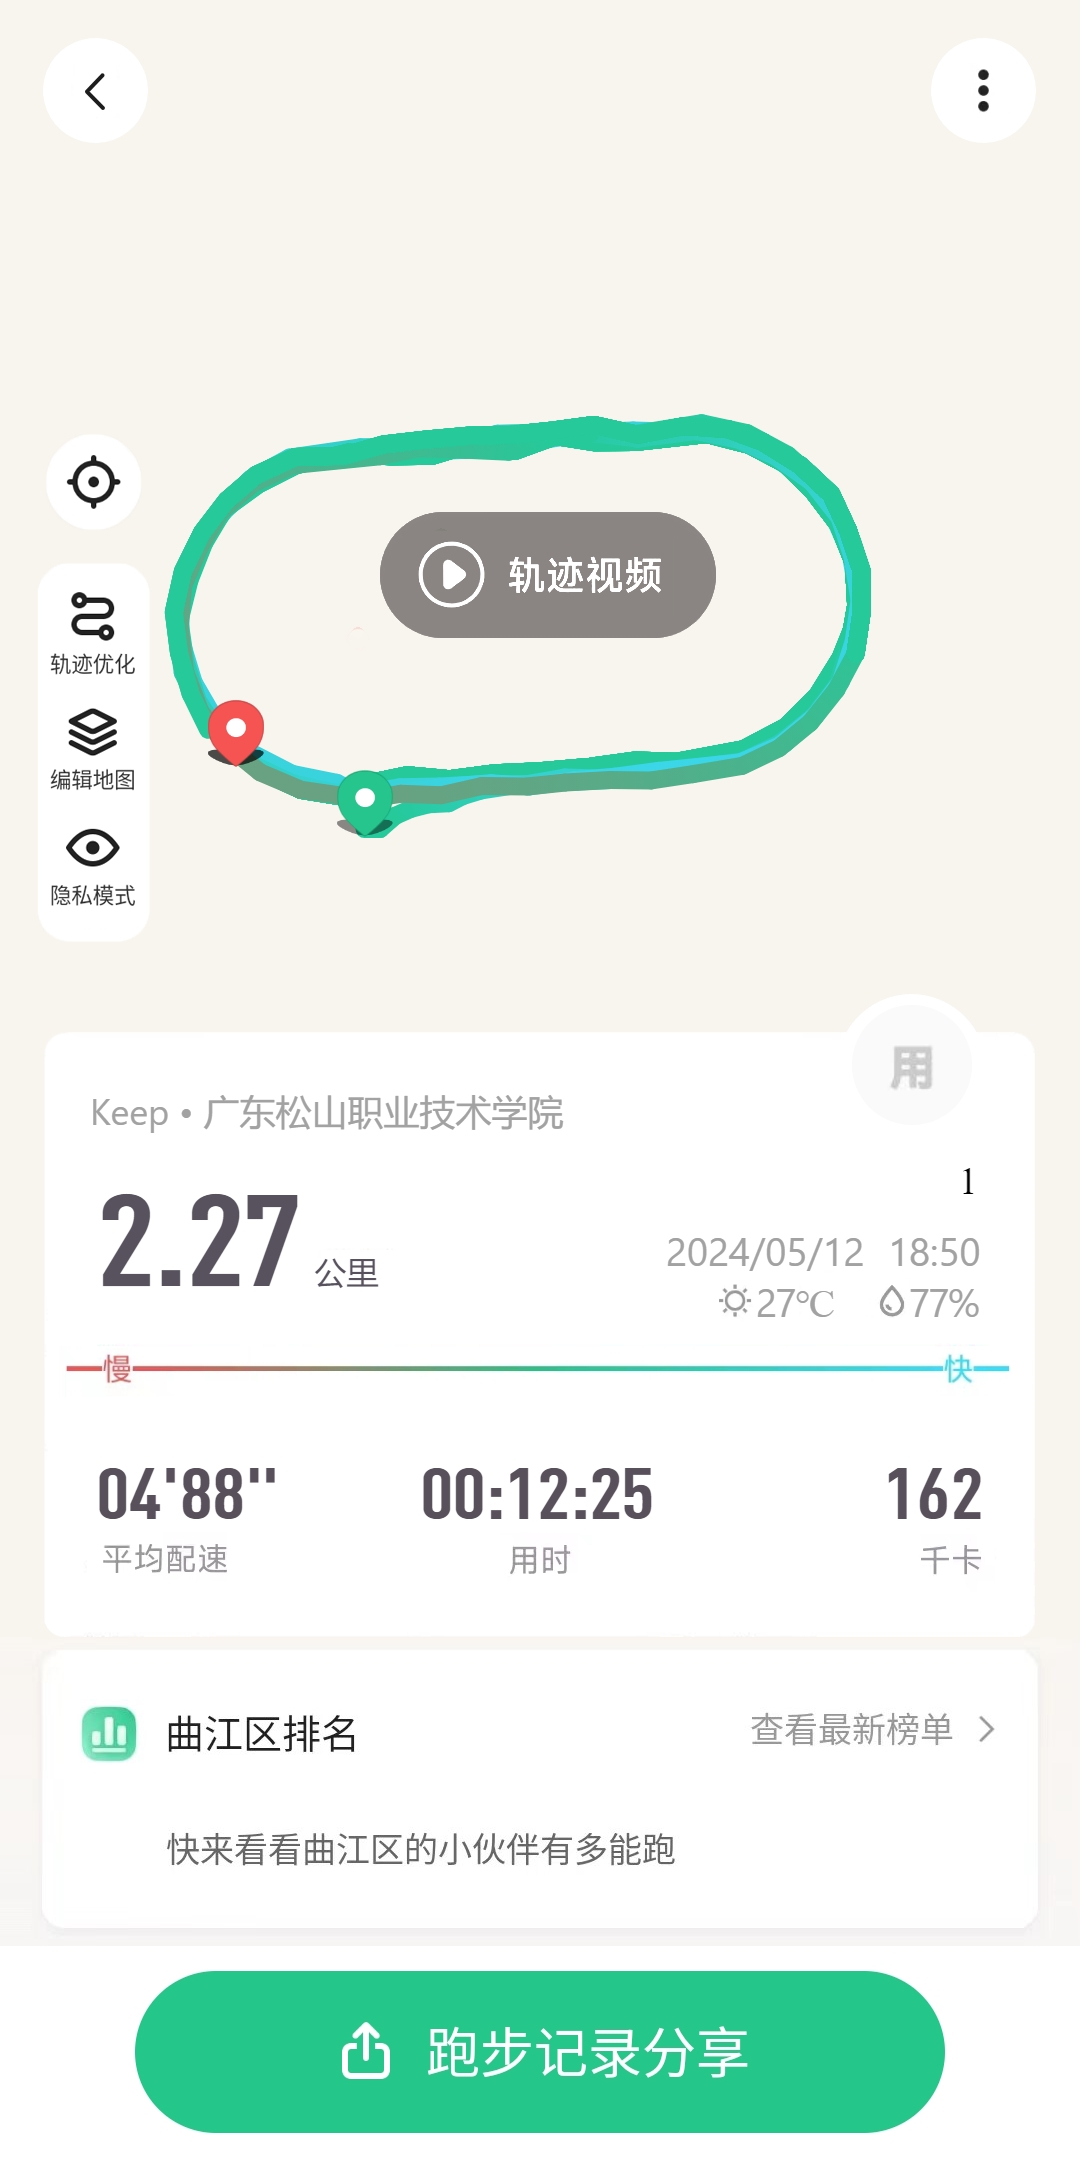 轨迹视频
轨迹优化
编辑地图
隐私模式
用
Keep • 广东松山职业技术学院
1
2.27 公里
2024/05/12 18:50
27℃ 77%
慢 快
04'88'' 00:12:25 162
平均配速 用时 千卡
曲江区排名 查看最新榜单
快来看看曲江区的小伙伴有多能跑
跑步记录分享